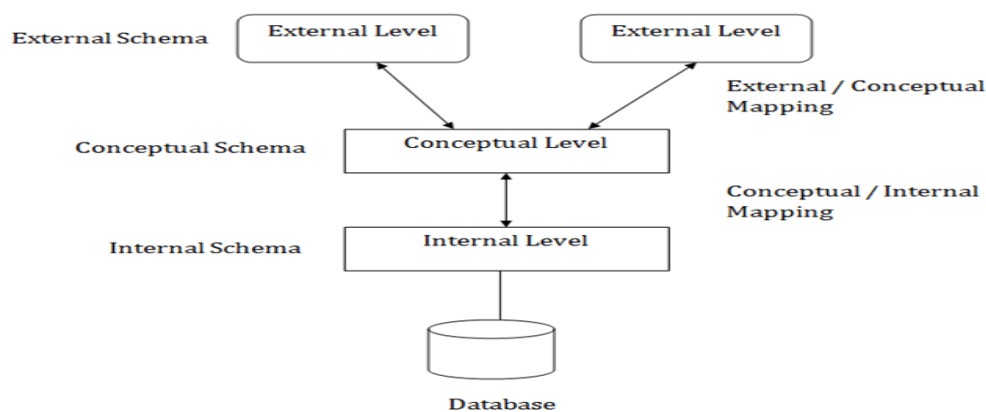 External Schema
External Level
External Level
External / Conceptual
Mapping
Conceptual Schema
Conceptual Level
Conceptual / Internal
Mapping
Internal Schema
Internal Level
Database